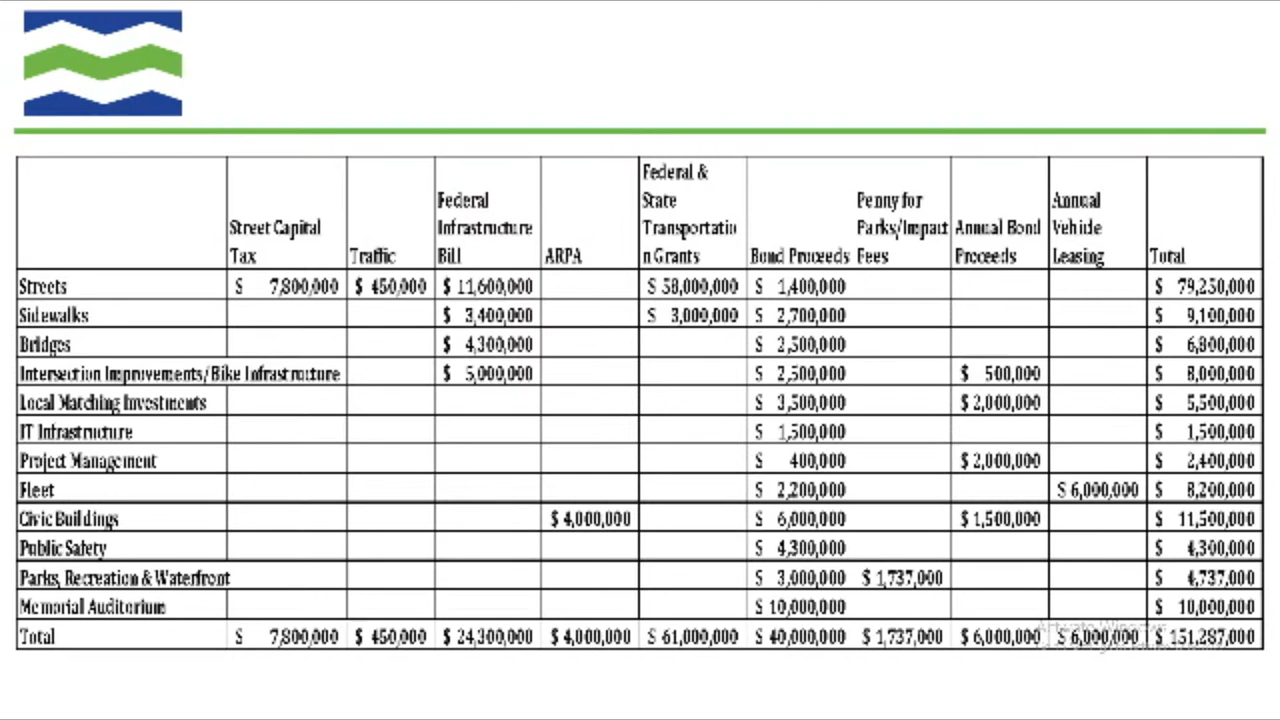 Federal &
State
Transportatio
n Grants
Federal
Infrastructure
Bill
Penny for
Parks/Impact
Fees
Annual
Vehicle
Leasing
Street Capital
Tax
Annual Bond
Proceeds
Traffic
ARPA
Bond Proceeds
Total
Streets $ 7,800,000 $ 450,000 $ 11,600,000 $ 58,000,000 $ 1,400,000 $ 79,250,000
Sidewalks $ 3,400,000 $ 3,000,000 $ 2,700,000 $ 9,100,000
Bridges $ 4,300,000 $ 2,500,000 $ 6,800,000
Intersection Improvements/Bike Infrastructure $ 5,000,000 $ 2,500,000 $ 500,000 $ 8,000,000
Local Matching Investments $ 3,500,000 $ 2,000,000 $ 5,500,000
IT Infrastructure $ 1,500,000 $ 1,500,000
Project Management $ 400,000 $ 2,000,000 $ 2,400,000
Fleet $ 2,200,000 $ 6,000,000 $ 8,200,000
Civic Buildings $ 4,000,000 $ 6,000,000 $ 1,500,000 $ 11,500,000
Public Safety $ 4,300,000 $ 4,300,000
Parks, Recreation & Waterfront $ 3,000,000 $ 1,737,000 $ 4,737,000
Memorial Auditorium $ 10,000,000 $ 10,000,000
Total $ 7,800,000 $ 450,000 $ 24,300,000 $ 4,000,000 $ 61,000,000 $ 40,000,000 $ 1,737,000 $ 6,000,000 $ 6,000,000 $ 151,287,000
Activate Windows